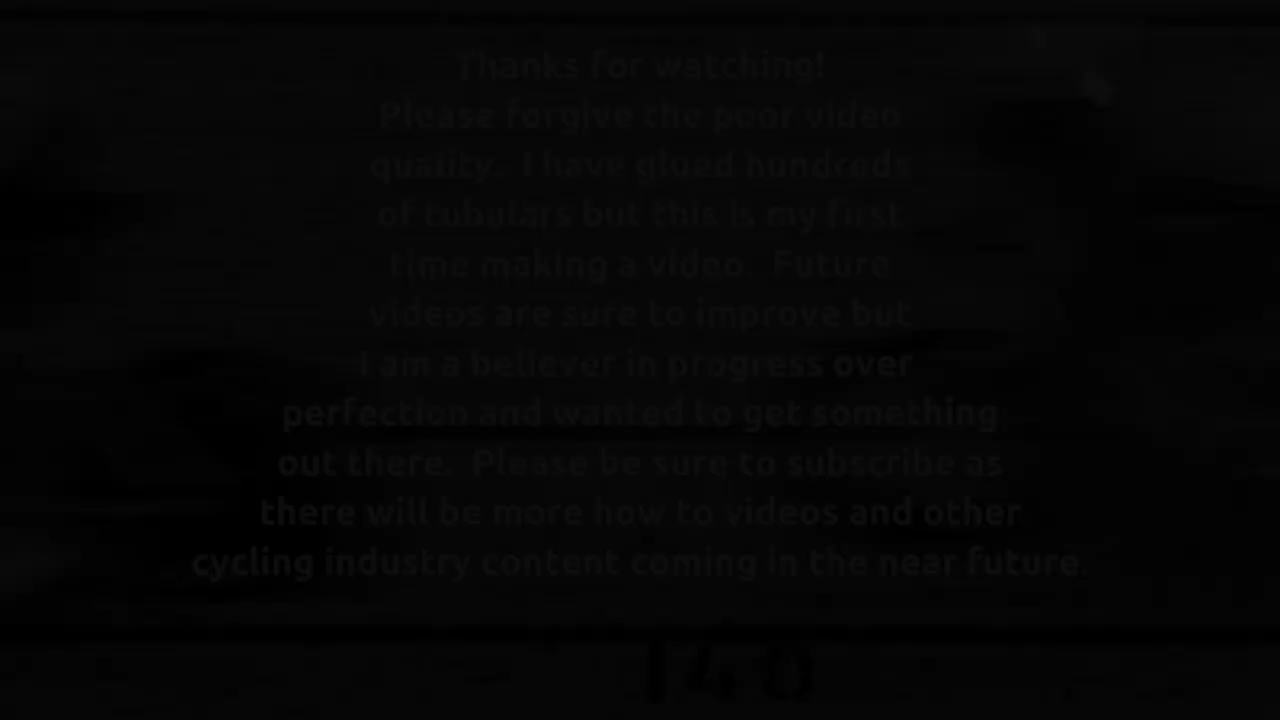 Thanks for watching!
Please forgive the poor video
quality.  I have glued hundreds
of tubulars but this is my first
time making a video.  Future
videos are sure to improve but
I am a believer in progress over
perfection and wanted to get something
out there.  Please be sure to subscribe as
there will be more how to videos and other
cycling industry content coming in the near future.
140